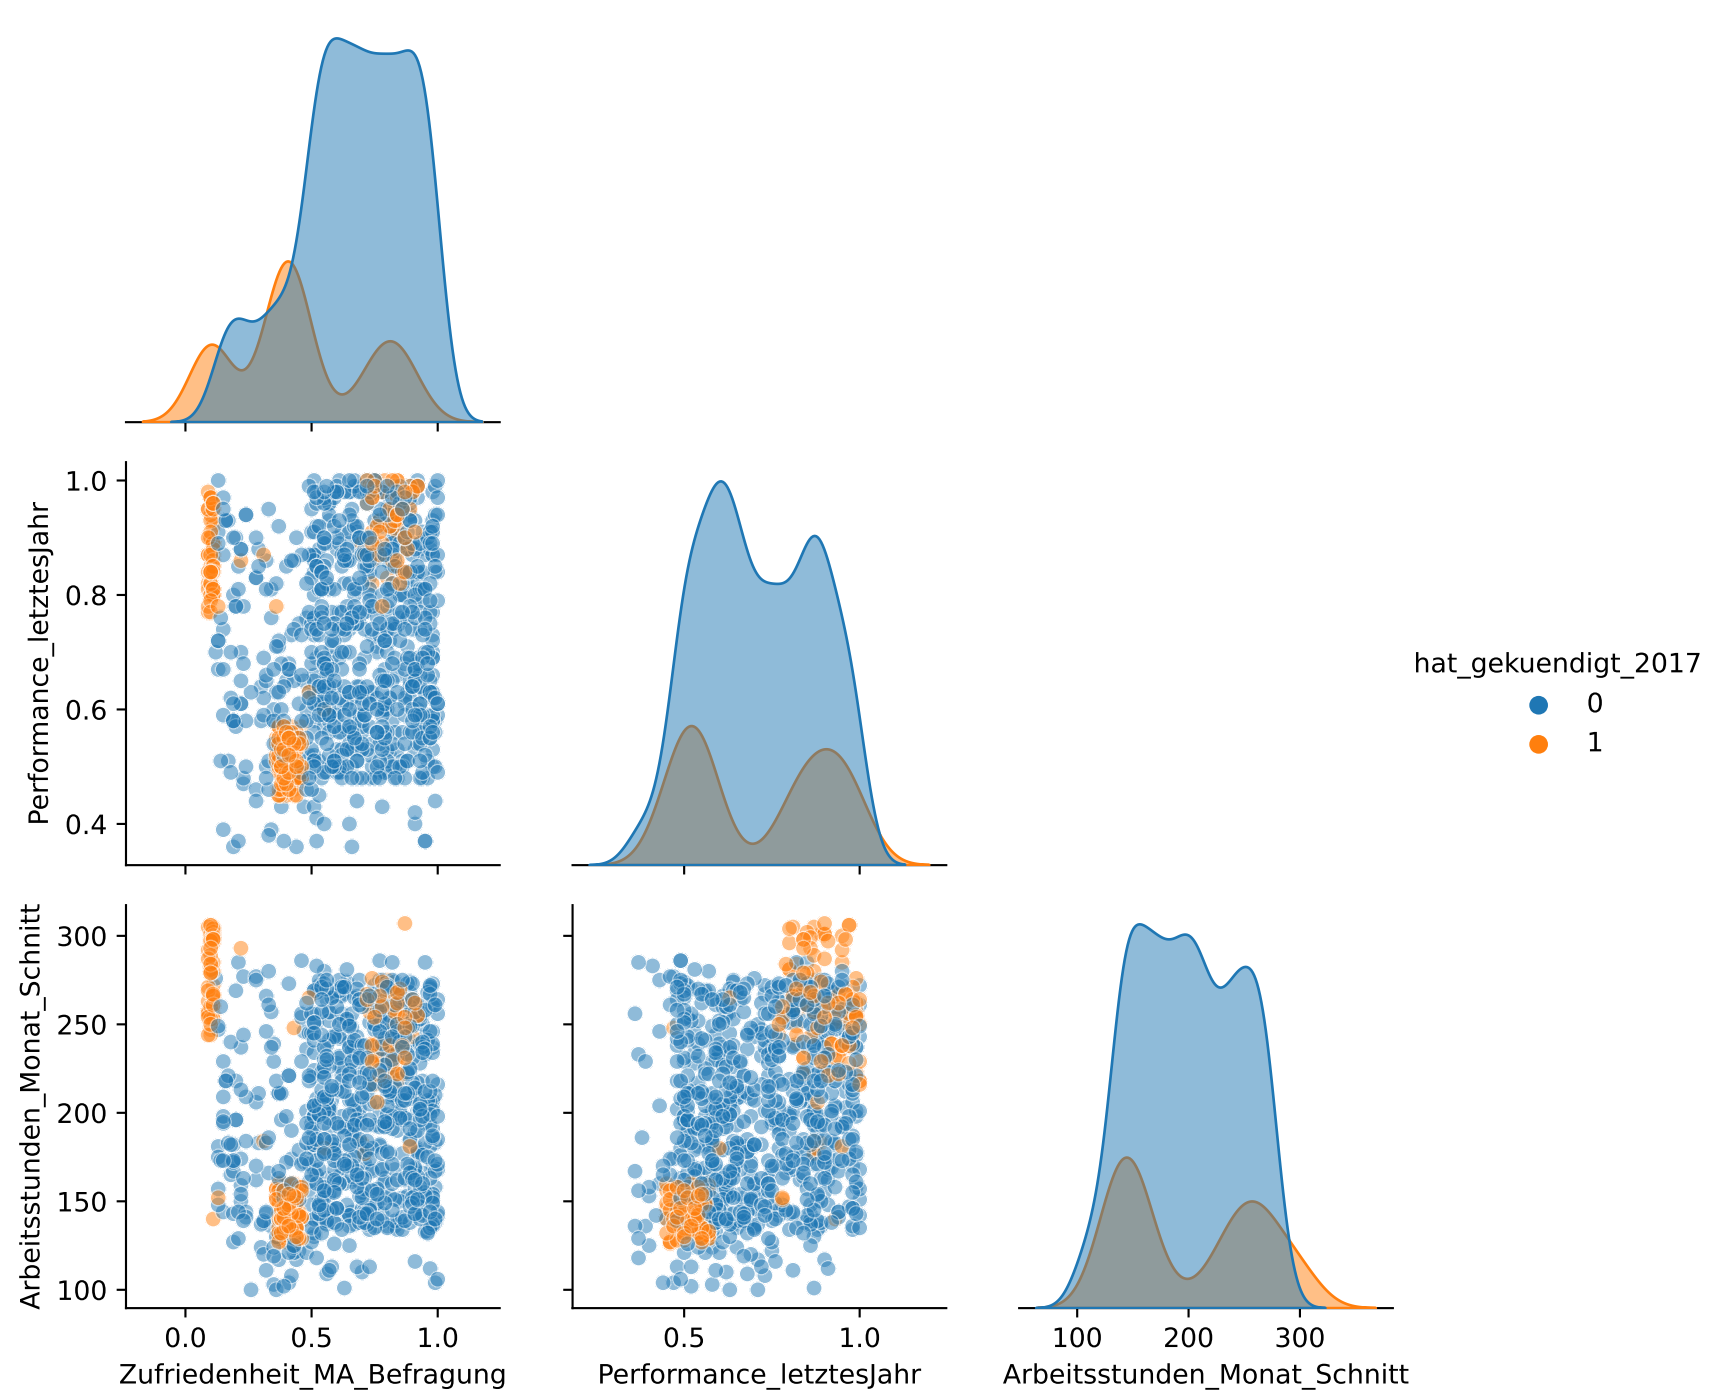 Performance_letztesJahr
1.0
0.8
0.6
0.4
hat_gekuendigt_2017
0
1
Arbeitsstunden_Monat_Schnitt
300
250
200
150
100
0.0 0.5 1.0
Zufriedenheit_MA_Befragung
0.5 1.0
Performance_letztesJahr
100 200 300
Arbeitsstunden_Monat_Schnitt